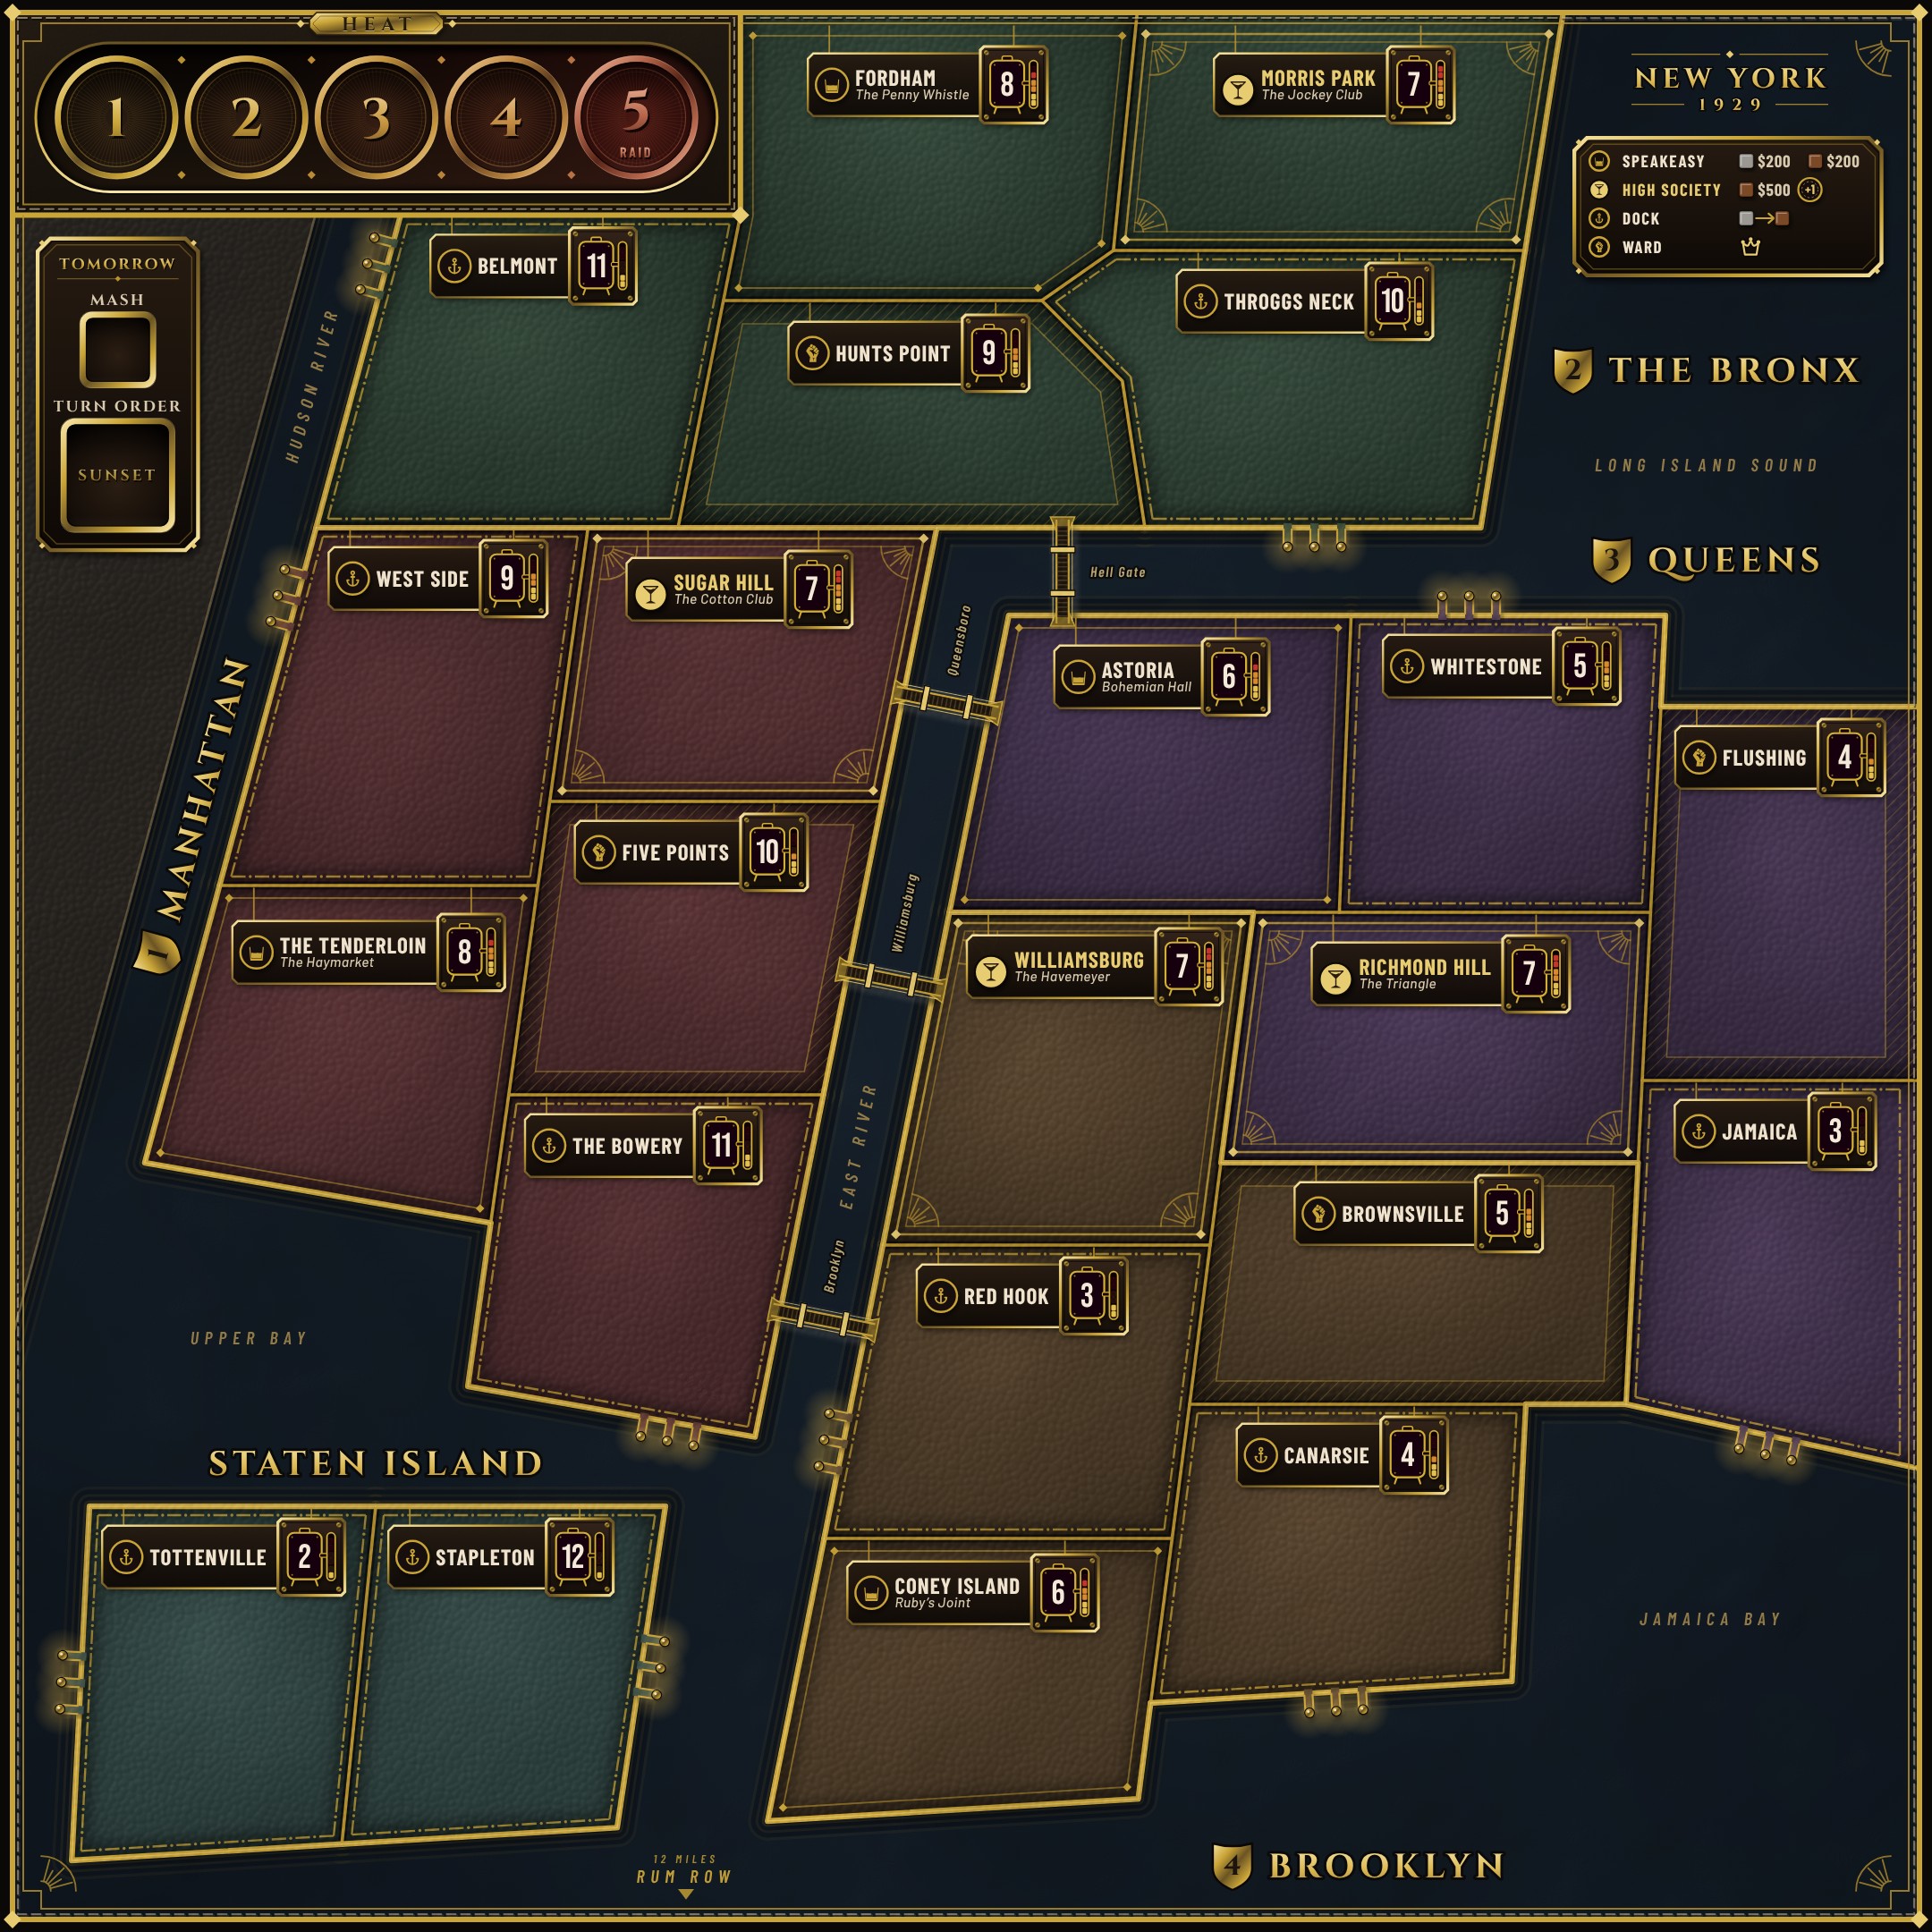 HEAT
1 2 3 4 5
RAID
FORDHAM
The Penny Whistle
8
MORRIS PARK
The Jockey Club
7
NEW YORK
1929
SPEAKEASY $200 $200
HIGH SOCIETY $500 +1
DOCK
WARD
TOMORROW
MASH
TURN ORDER
SUNSET
HUDSON RIVER
BELMONT
11
HUNTS POINT
9
THROGGS NECK
10
2 THE BRONX
LONG ISLAND SOUND
3 QUEENS
WEST SIDE
9
SUGAR HILL
The Cotton Club
7
Hell Gate
Queensboro
ASTORIA
Bohemian Hall
6
WHITESTONE
5
FLUSHING
4
1 MANHATTAN
FIVE POINTS
10
Williamsburg
THE TENDERLOIN
The Haymarket
8
WILLIAMSBURG
The Havemeyer
7
RICHMOND HILL
The Triangle
7
THE BOWERY
11
EAST RIVER
JAMAICA
3
BROWNSVILLE
5
Brooklyn
RED HOOK
3
UPPER BAY
CANARSIE
4
STATEN ISLAND
TOTTENVILLE
2
STAPLETON
12
CONEY ISLAND
Ruby's Joint
6
JAMAICA BAY
12 MILES
RUM ROW
4 BROOKLYN